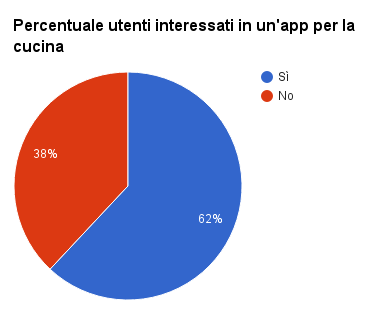 Percentuale utenti interessati in un'app per la
cucina
Sì
No
38%
62%